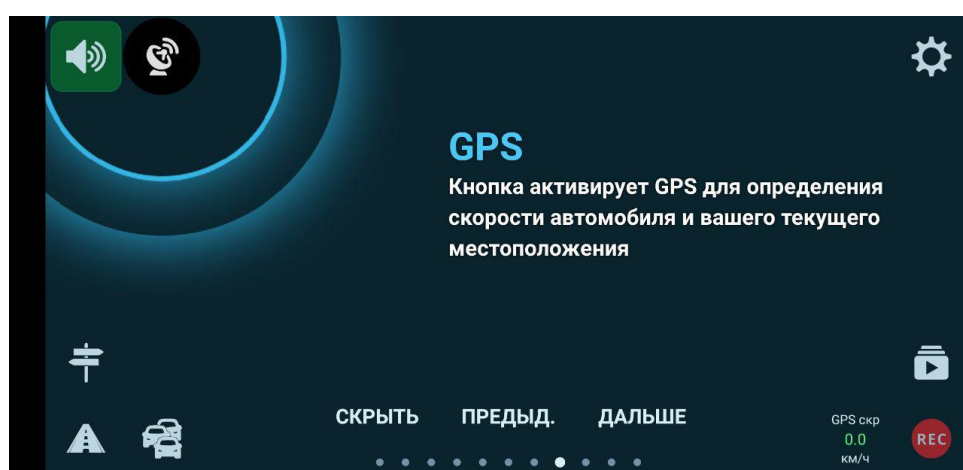 GPS
Кнопка активирует GPS для определения
скорости автомобиля и вашего текущего
местоположения
СКРЫТЬ ПРЕДЫД. ДАЛЬШЕ
GPS скр
0.0
км/ч
REC